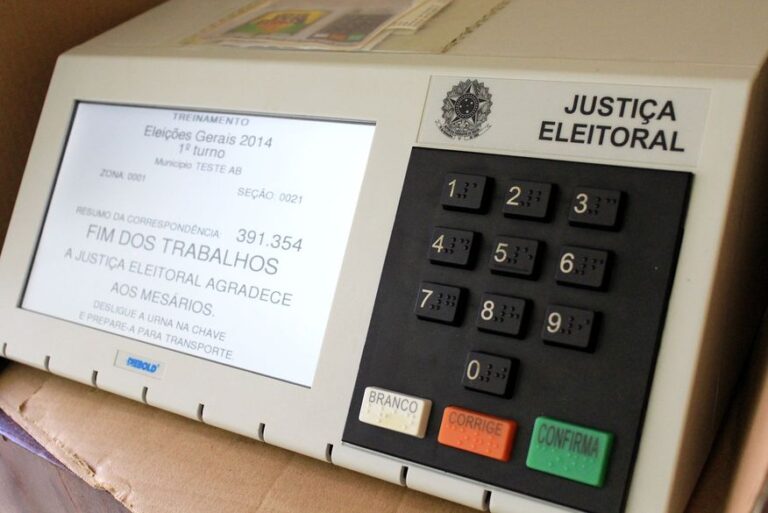 TREINAMENTO
Eleições Gerais 2014
1º turno
Município TESTE AB
ZONA 0001
SEÇÃO: 0021
RESUMO DA CORRESPONDÊNCIA: 391.354
FIM DOS TRABALHOS
A JUSTIÇA ELEITORAL AGRADECE
AOS MESÁRIOS.
DESLIGUE A URNA NA CHAVE
E PREPARE-A PARA TRANSPORTE.
DIEBOLD
JUSTIÇA
ELEITORAL
1 2 3
4 5 6
7 8 9
0
BRANCO CORRIGE CONFIRMA